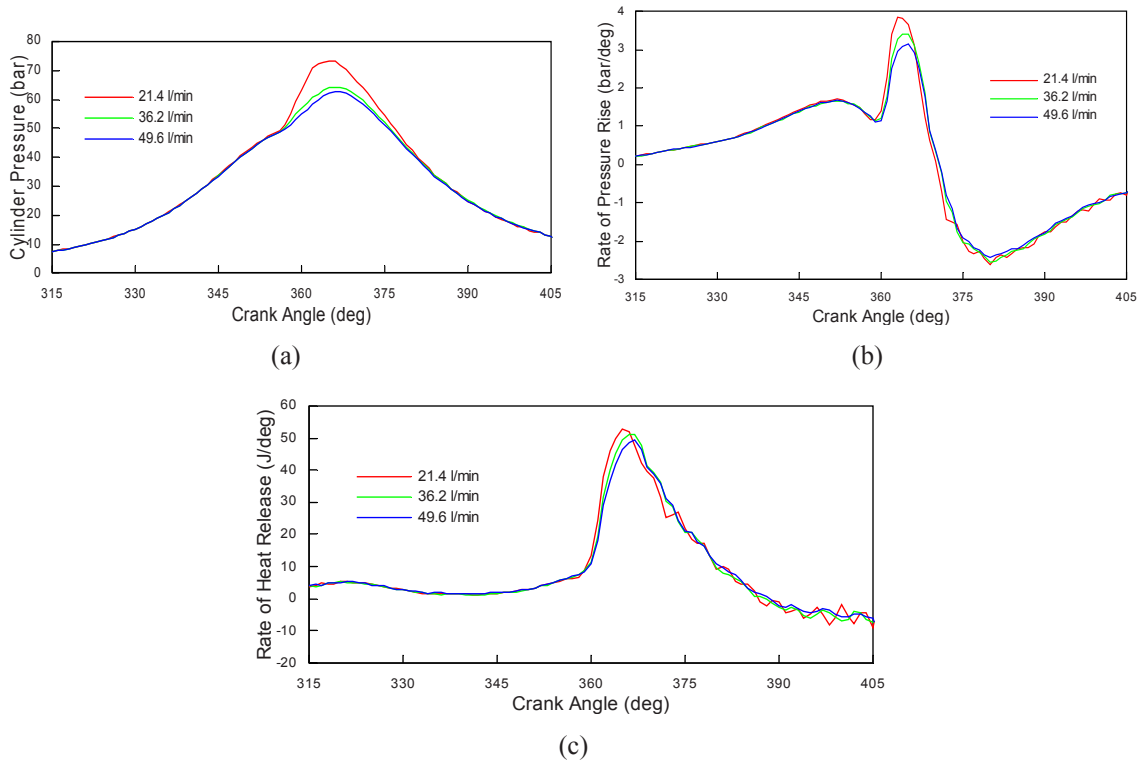 80
70
60
50
40
30
20
10
0
Cylinder Pressure (bar)
21.4 l/min
36.2 l/min
49.6 l/min
315 330 345 360 375 390 405
Crank Angle (deg)
(a)
4
3
2
1
0
-1
-2
-3
Rate of Pressure Rise (bar/deg)
21.4 l/min
36.2 l/min
49.6 l/min
315 330 345 360 375 390 405
Crank Angle (deg)
(b)
60
50
40
30
20
10
0
-10
-20
Rate of Heat Release (J/deg)
21.4 l/min
36.2 l/min
49.6 l/min
315 330 345 360 375 390 405
Crank Angle (deg)
(c)